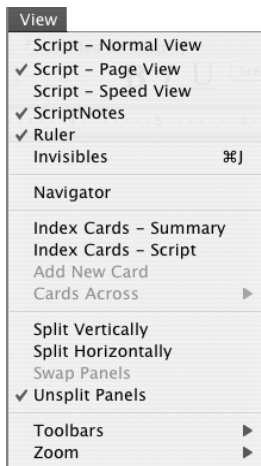 View
Script – Normal View
✓ Script – Page View
Script – Speed View
✓ ScriptNotes
✓ Ruler
Invisibles ⌘J
Navigator
Index Cards – Summary
Index Cards – Script
Add New Card
Cards Across ▶
Split Vertically
Split Horizontally
Swap Panels
✓ Unsplit Panels
Toolbars ▶
Zoom ▶